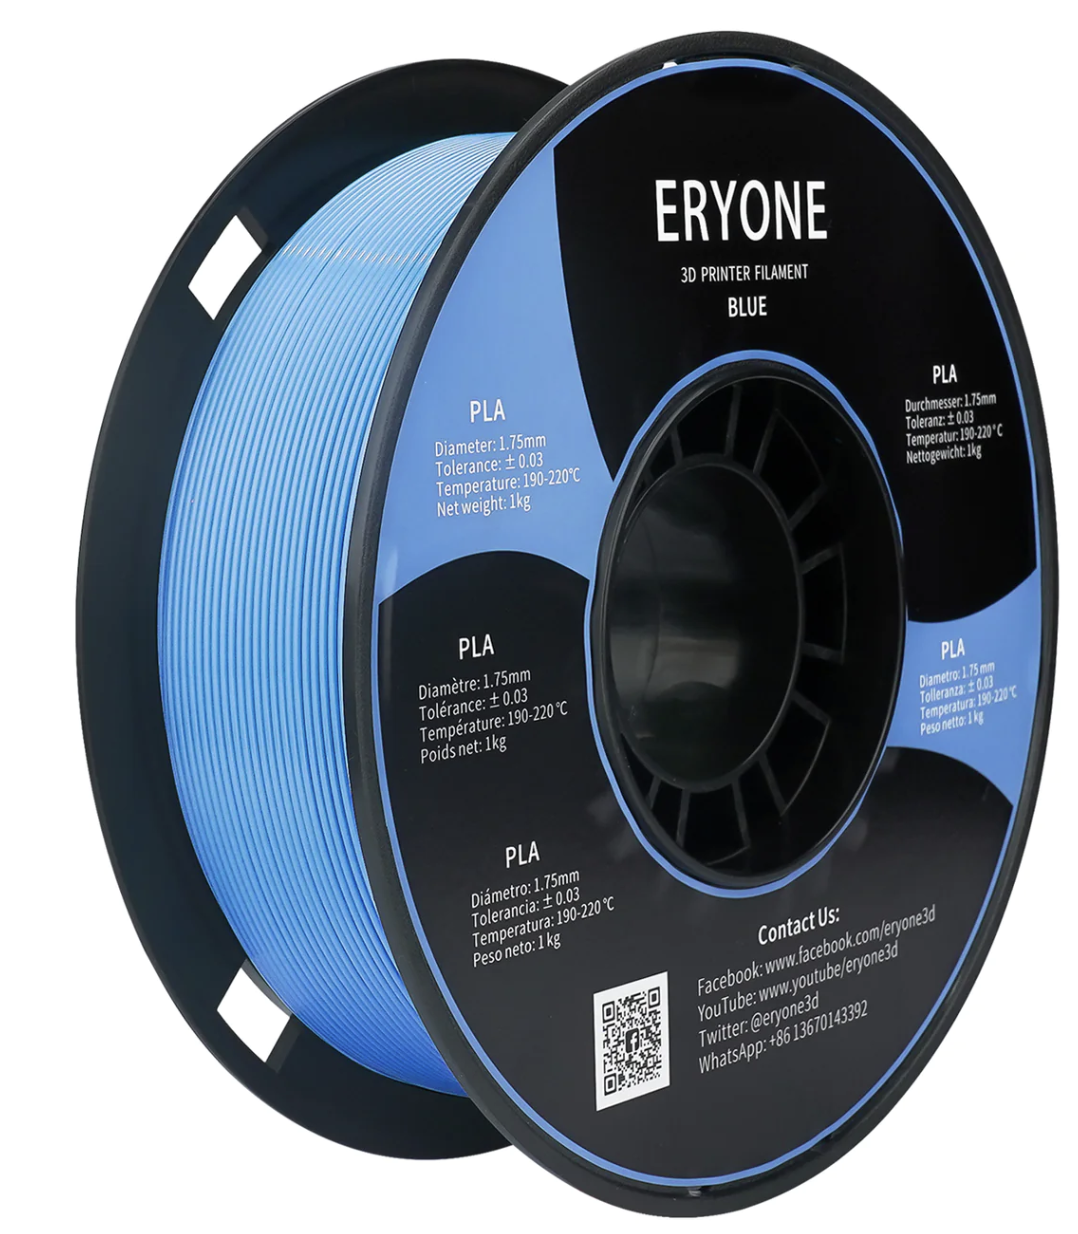 ERYONE
3D PRINTER FILAMENT
BLUE
PLA
Diameter: 1.75mm
Tolerance: ± 0.03
Temperature: 190-220℃
Net weight: 1kg
PLA
Durchmesser: 1.75mm
Toleranz: ± 0.03
Temperatur: 190-220℃
Nettogewicht: 1kg
PLA
Diamètre: 1.75mm
Tolérance: ± 0.03
Température: 190-220℃
Poids net: 1kg
PLA
Diametro: 1.75 mm
Tolleranza: ± 0.03
Temperatura: 190-220℃
Peso netto: 1 kg
PLA
Diámetro: 1.75mm
Tolerancia: ± 0.03
Temperatura: 190-220℃
Peso neto: 1 kg
Contact Us:
Facebook: www.facebook.com/eryone3d
YouTube: www.youtube/eryone3d
Twitter: @eryone3d
WhatsApp: +86 13670143392